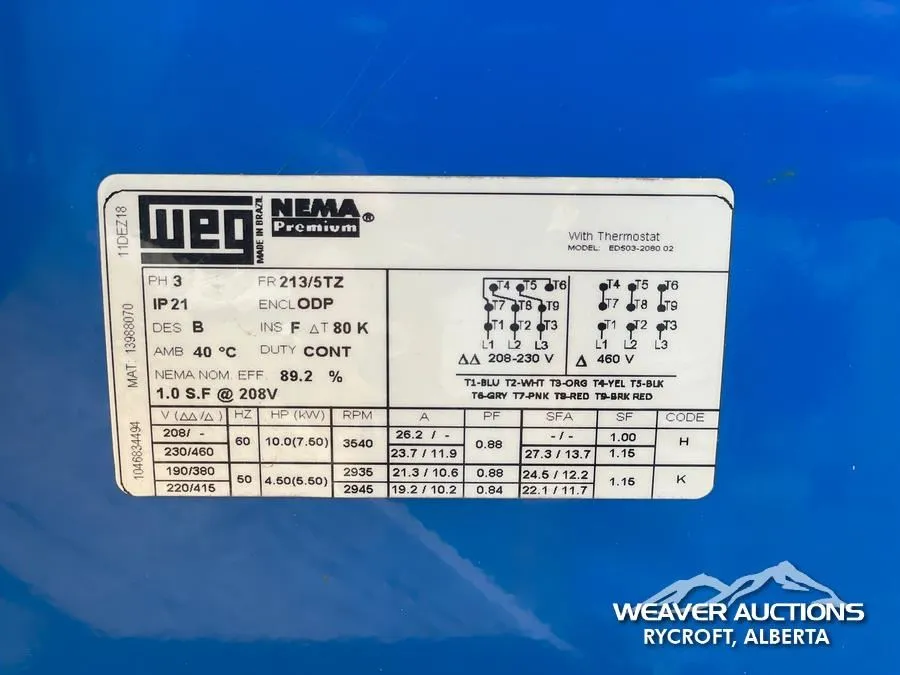 WEG
MADE IN BRAZIL
NEMA
Premium®
With Thermostat
MODEL: ED503-2080 02
11DEZ18
MAT: 13988070
1046834494
PH 3 FR 213/5TZ
IP 21 ENCL ODP
DES B INS F ΔT 80 K
AMB 40 °C DUTY CONT
NEMA NOM. EFF. 89.2 %
1.0 S.F @ 208V
T4 T5 T6
T7 T8 T9
T1 T2 T3
L1 L2 L3
ΔΔ 208-230 V
T4 T5 T6
T7 T8 T9
T1 T2 T3
L1 L2 L3
Δ 460 V
T1-BLU T2-WHT T3-ORG T4-YEL T5-BLK
T6-GRY T7-PNK T8-RED T9-BRK RED
V (ΔΔ/Δ) HZ HP (kW) RPM A PF SFA SF CODE
208/ - 60 10.0(7.50) 3540 26.2 / - 0.88 - / - 1.00 H
230/460 23.7 / 11.9 27.3 / 13.7 1.15
190/380 50 4.50(5.50) 2935 21.3 / 10.6 0.88 24.5 / 12.2 1.15 K
220/415 2945 19.2 / 10.2 0.84 22.1 / 11.7
WEAVER AUCTIONS
RYCROFT, ALBERTA